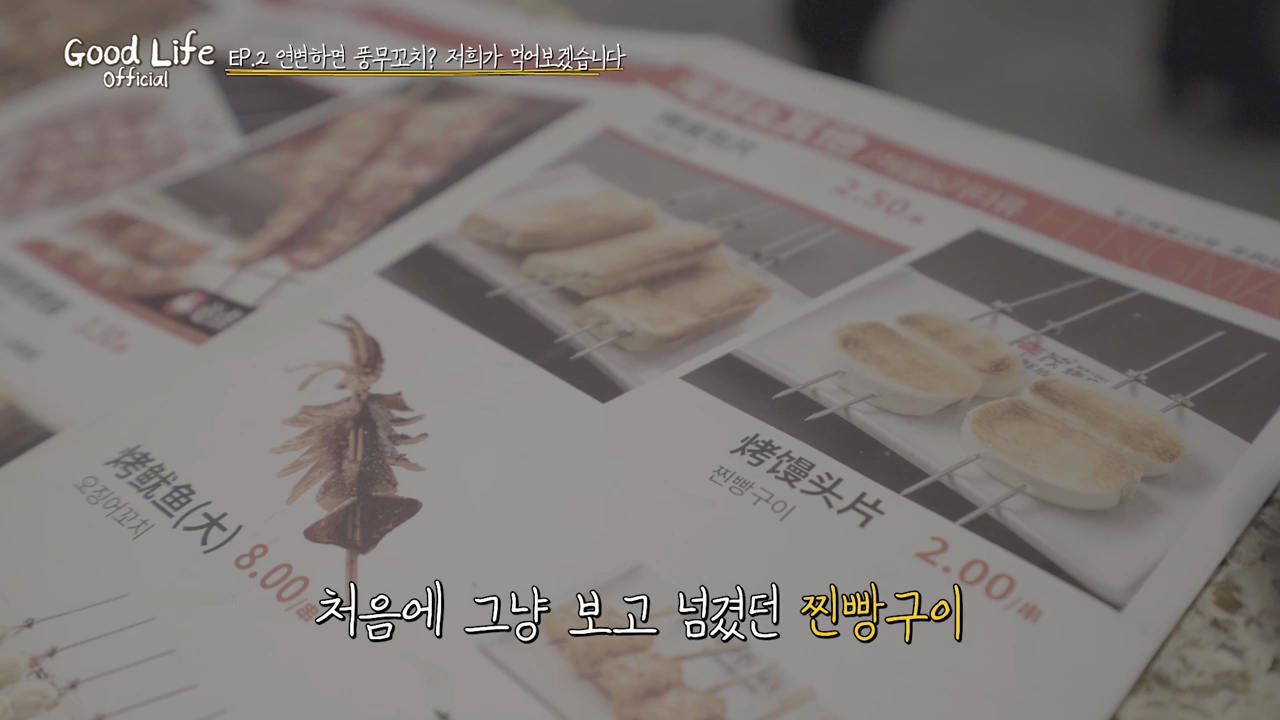 Good Life
Official
EP.2 연변하면 풍무꼬치? 저희가 먹어보겠습니다
2.50
烤鱿鱼(大)
오징어꼬치
8.00/串
烤馒头片
찐빵구이
2.00/串
처음에 그냥 보고 넘겼던 찐빵구이